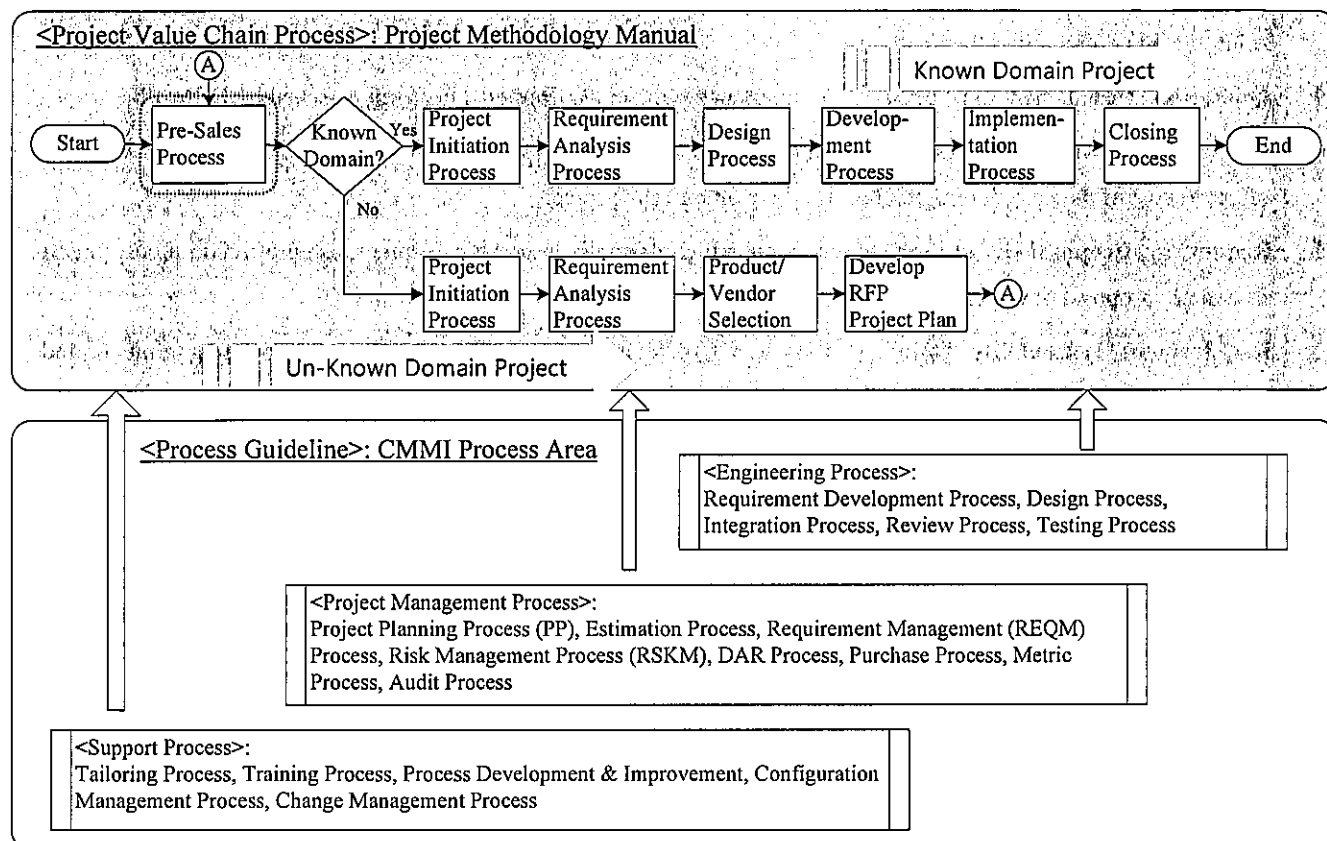 <Project Value Chain Process>: Project Methodology Manual
A
Known Domain Project
Start
Pre-Sales
Process
Known
Domain?
Yes
Project
Initiation
Process
Requirement
Analysis
Process
Design
Process
Develop-
ment
Process
Implemen-
tation
Process
Closing
Process
End
No
Project
Initiation
Process
Requirement
Analysis
Process
Product/
Vendor
Selection
Develop
RFP
Project Plan
A
Un-Known Domain Project
<Process Guideline>: CMMI Process Area
<Engineering Process>:
Requirement Development Process, Design Process,
Integration Process, Review Process, Testing Process
<Project Management Process>:
Project Planning Process (PP), Estimation Process, Requirement Management (REQM)
Process, Risk Management Process (RSKM), DAR Process, Purchase Process, Metric
Process, Audit Process
<Support Process>:
Tailoring Process, Training Process, Process Development & Improvement, Configuration
Management Process, Change Management Process